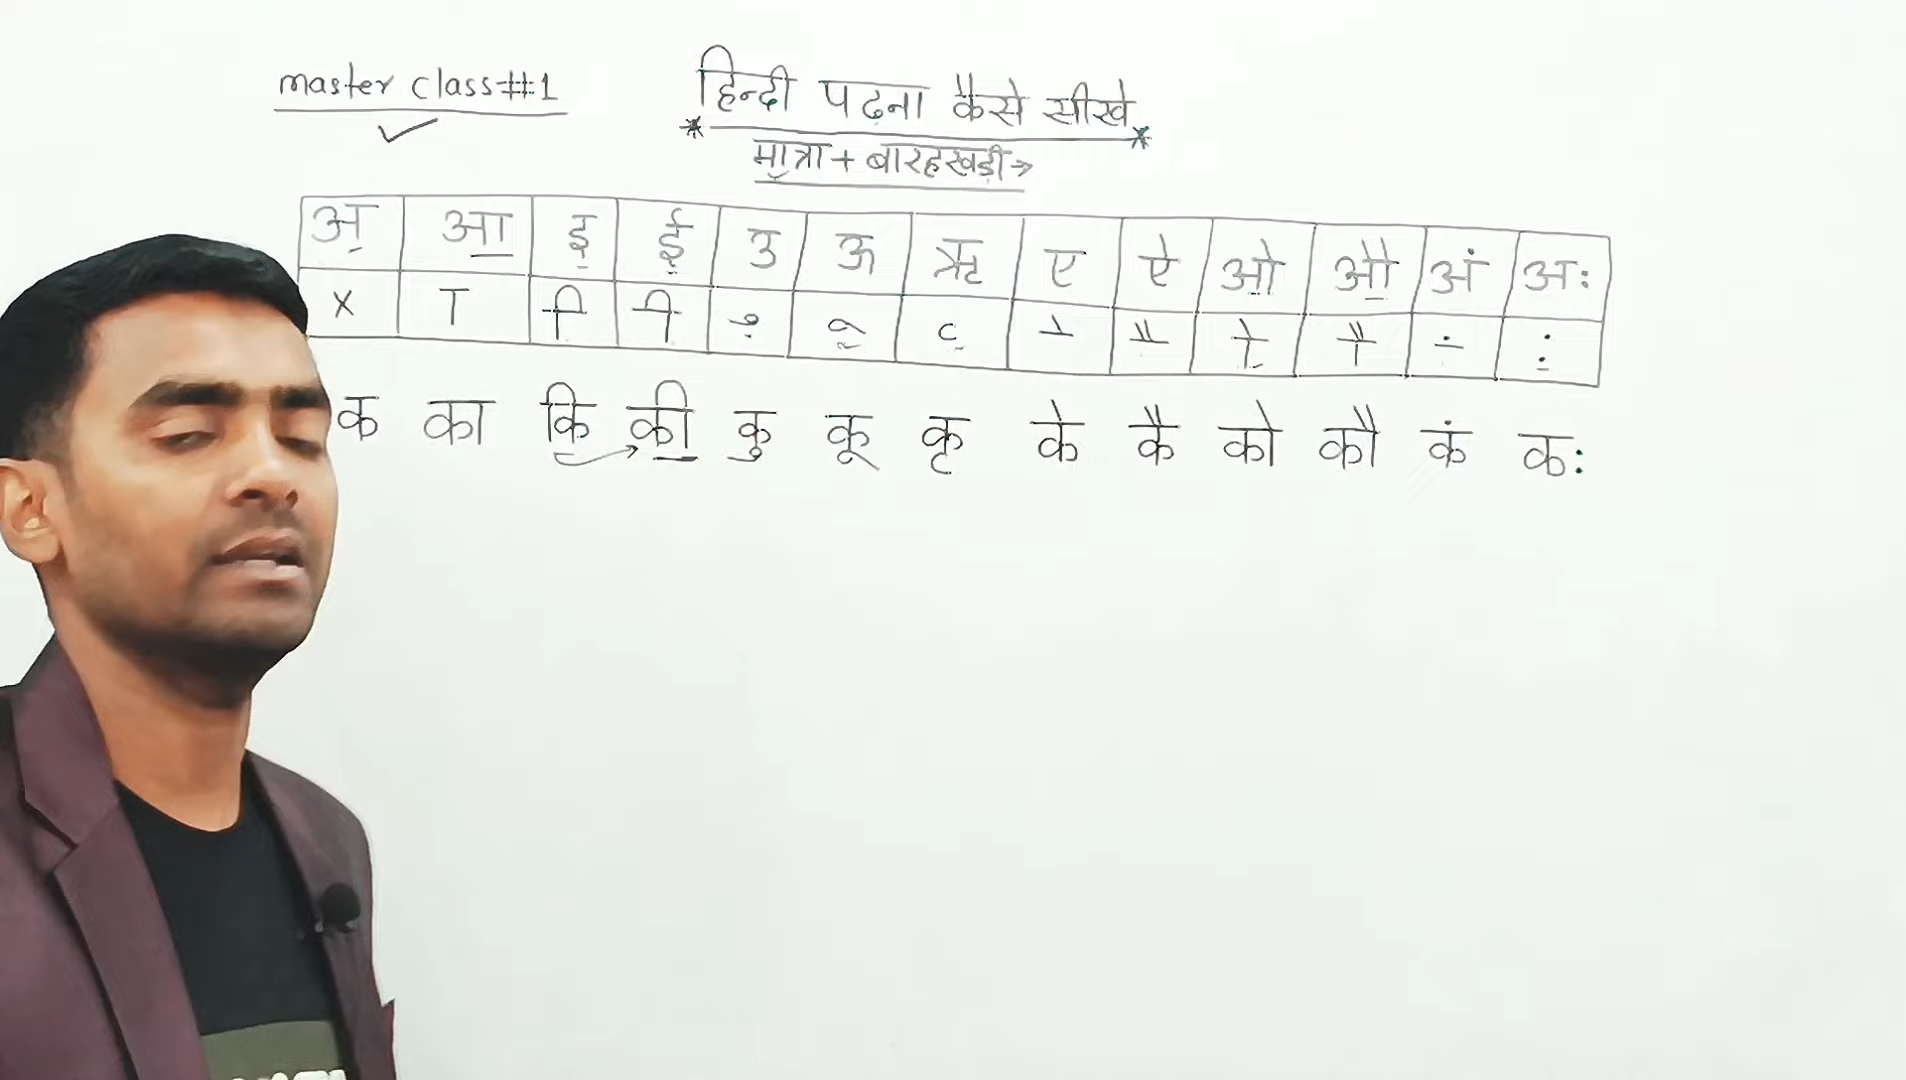 master class#1
हिन्दी पढ़ना कैसे सीखे
मात्रा + बारहखड़ी→
अ आ इ ई उ ऊ ऋ ए ऐ ओ औ अं अः
X ा ि ी ु ू ृ े ै ो ौ ं ः
क का कि की कु कू कृ के कै को कौ कं कः